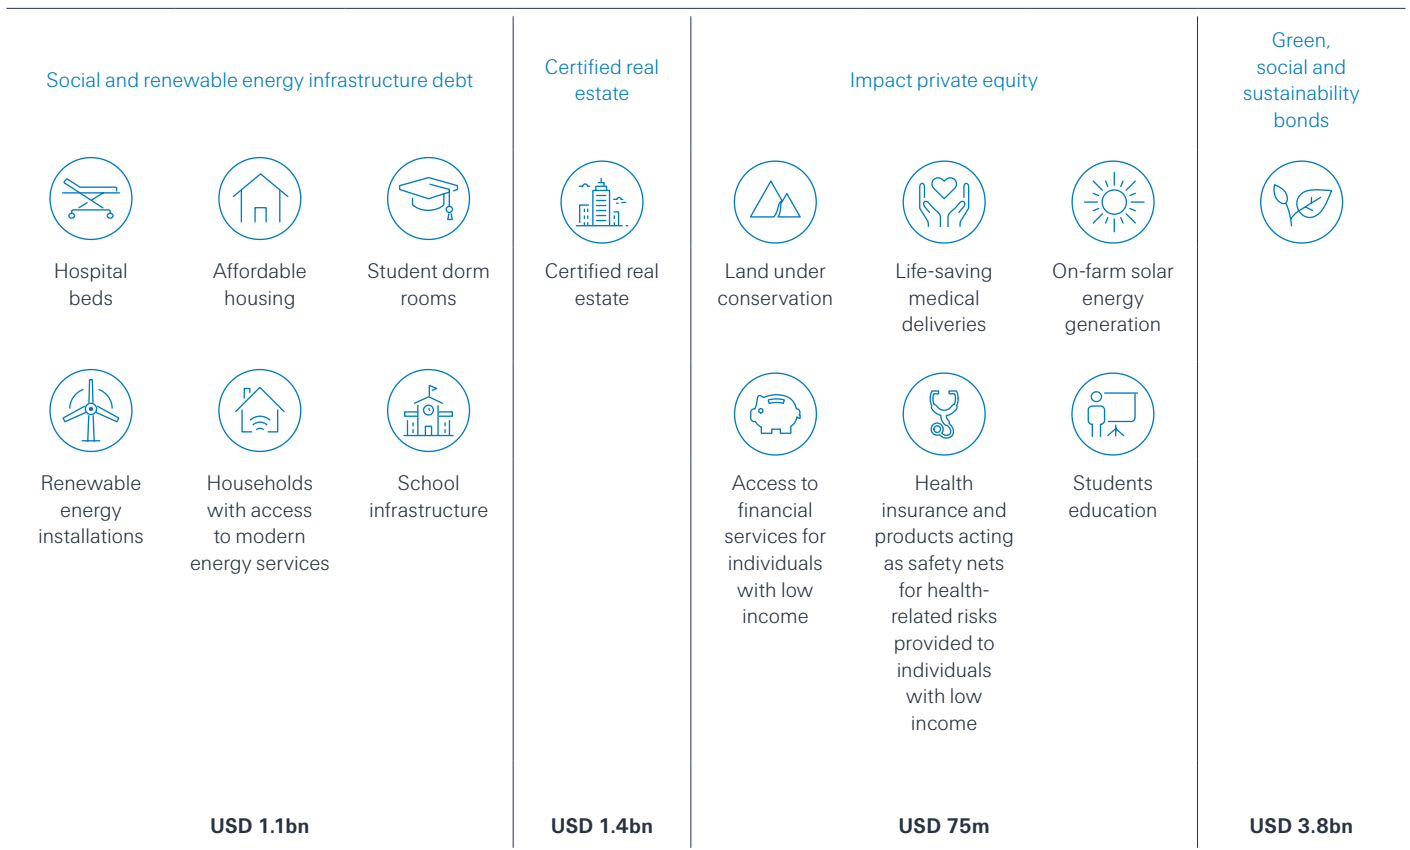 Social and renewable energy infrastructure debt
Certified real
estate
Impact private equity
Green,
social and
sustainability
bonds
Hospital
beds
Affordable
housing
Student dorm
rooms
Certified real
estate
Land under
conservation
Life-saving
medical
deliveries
On-farm solar
energy
generation
Renewable
energy
installations
Households
with access
to modern
energy services
School
infrastructure
Access to
financial
services for
individuals
with low
income
Health
insurance and
products acting
as safety nets
for health-
related risks
provided to
individuals
with low
income
Students
education
USD 1.1bn
USD 1.4bn
USD 75m
USD 3.8bn